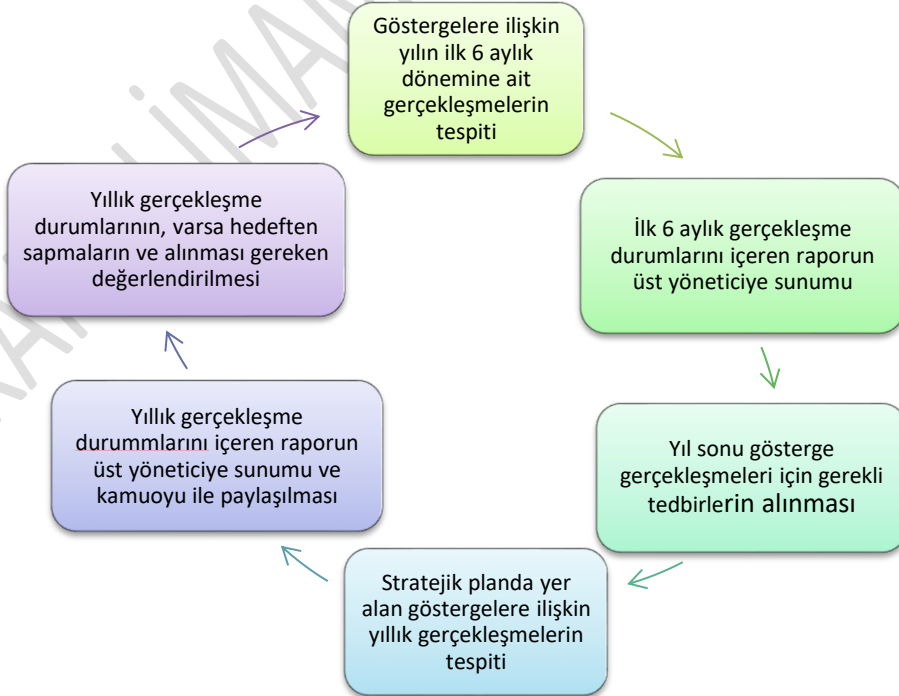 Göstergelere ilişkin
yılın ilk 6 aylık
dönemine ait
gerçekleşmelerin
tespiti
İlk 6 aylık gerçekleşme
durumlarını içeren raporun
üst yöneticiye sunumu
Yıl sonu gösterge
gerçekleşmeleri için gerekli
tedbirlerin alınması
Stratejik planda yer
alan göstergelere ilişkin
yıllık gerçekleşmelerin
tespiti
Yıllık gerçekleşme
durummlarını içeren raporun
üst yöneticiye sunumu ve
kamuoyu ile paylaşılması
Yıllık gerçekleşme
durumlarının, varsa hedeften
sapmaların ve alınması gereken
değerlendirilmesi